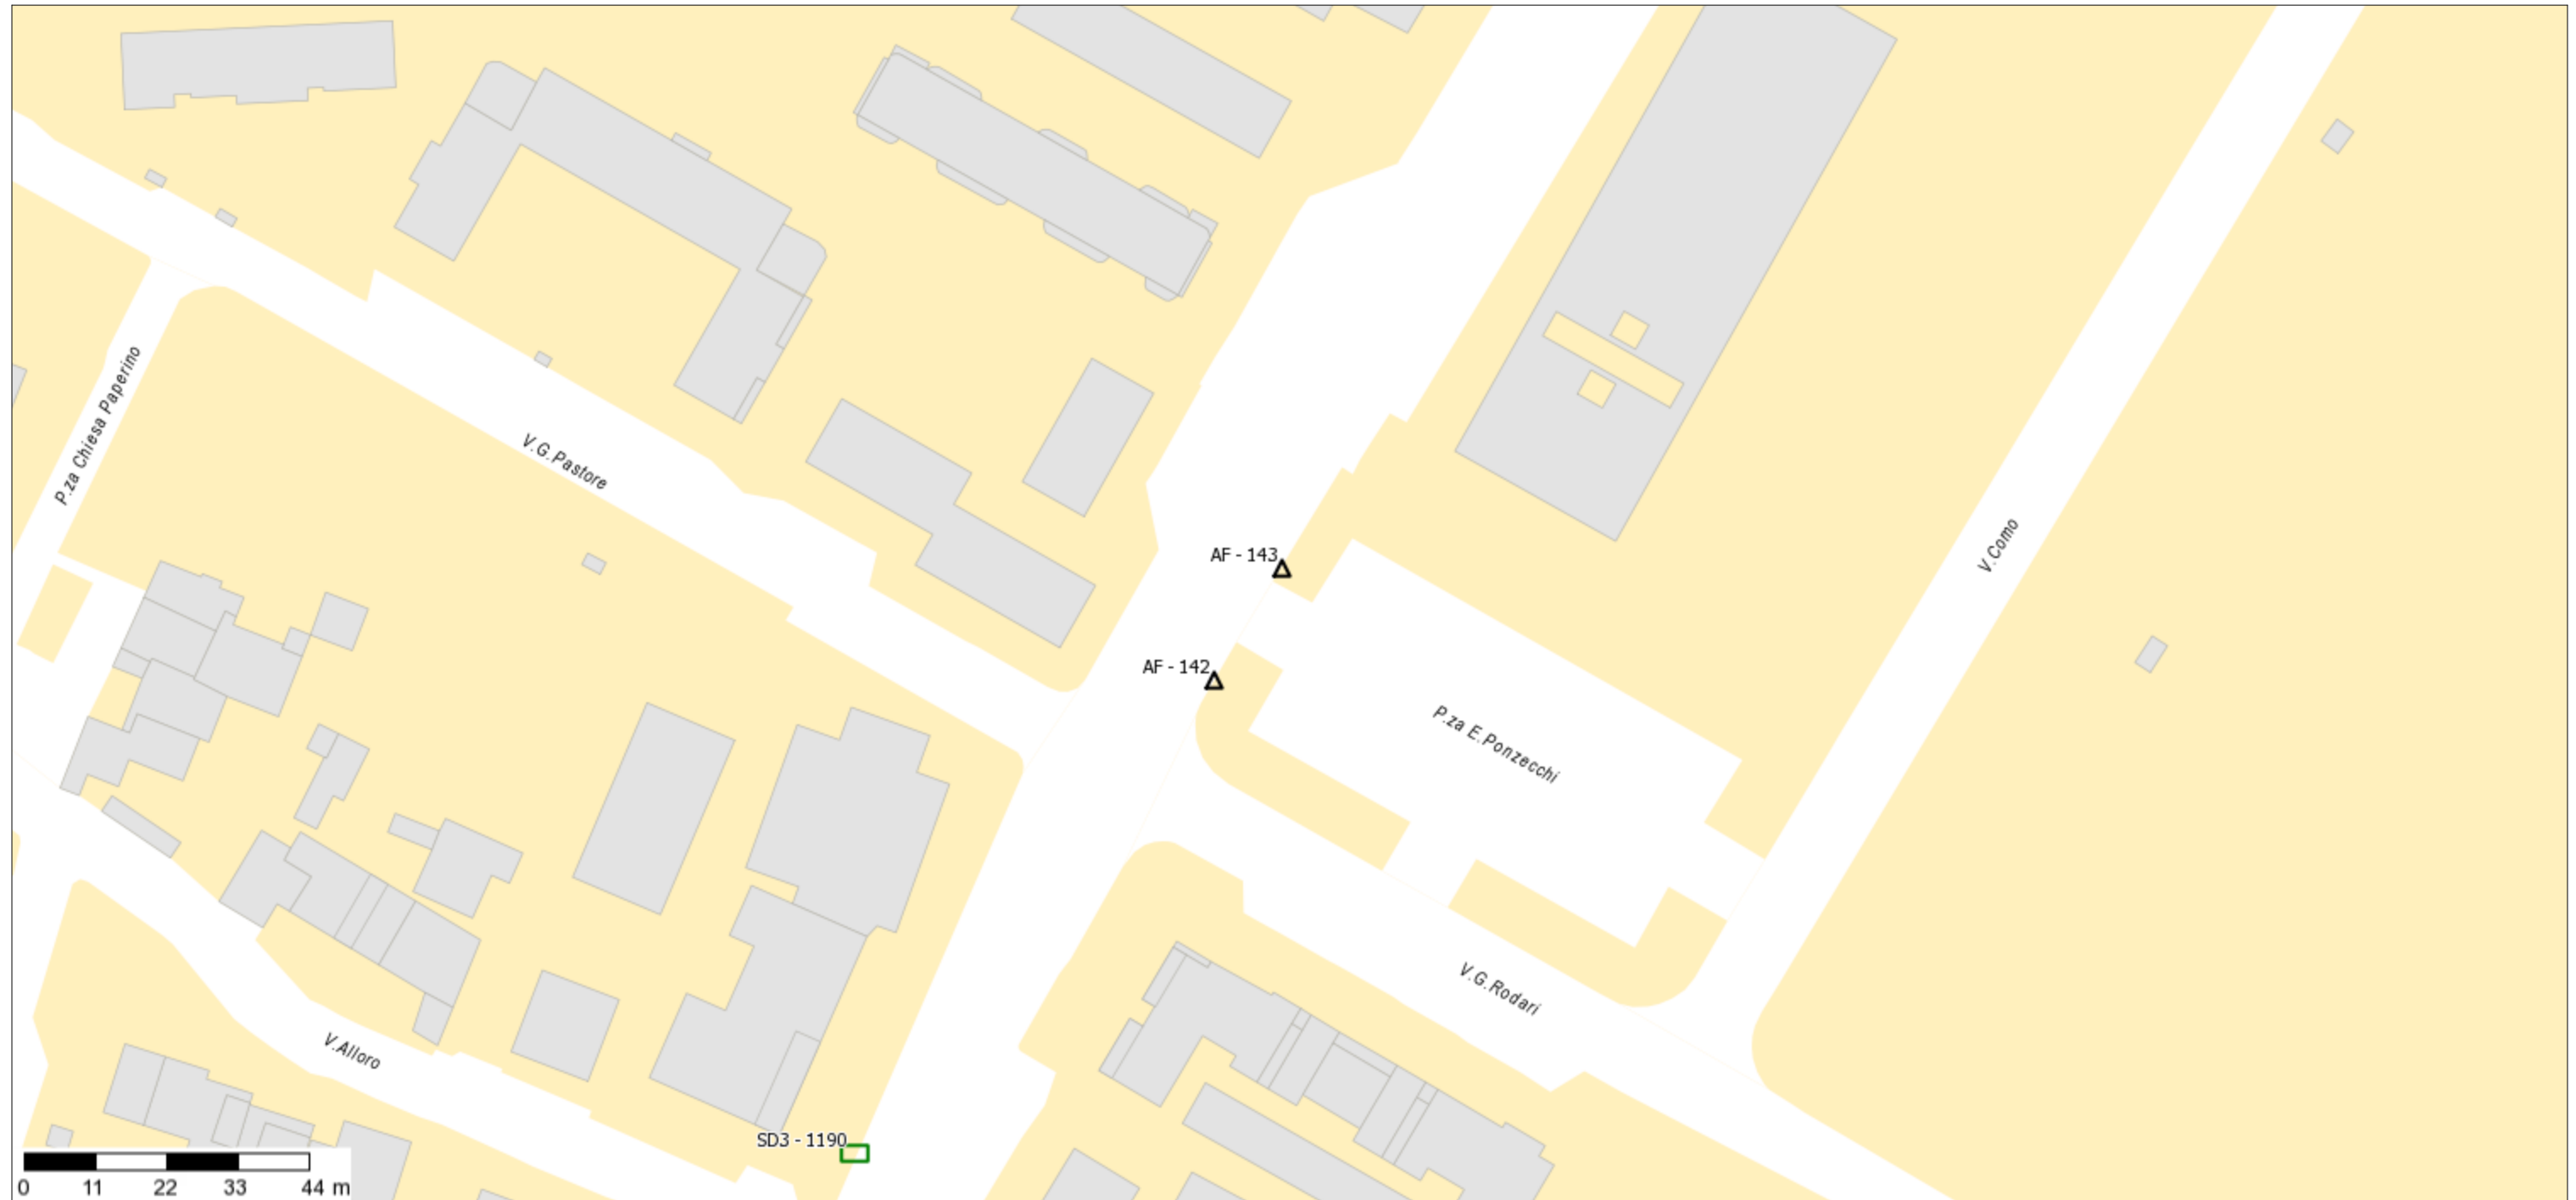 P.za Chiesa Paperino
V.G.Pastore
AF - 143
V.Como
AF - 142
P.za E.Ponzecchi
V.G.Rodari
V.Alloro
SD3 - 1190
0 11 22 33 44 m